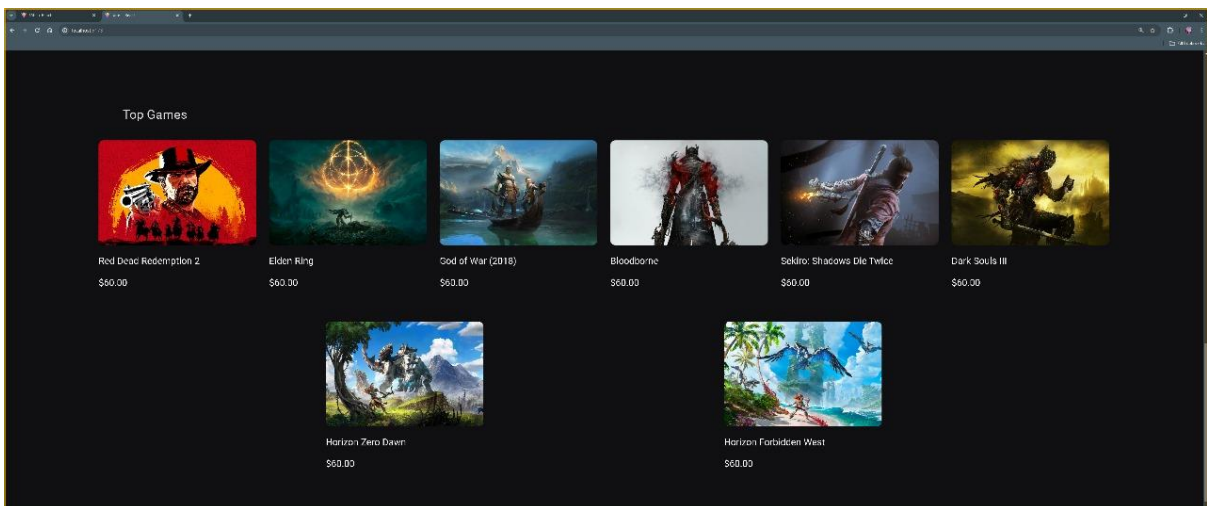 Top Games
Red Dead Redemption 2
Elden Ring
God of War (2018)
Bloodborne
Sekiro: Shadows Die Twice
Dark Souls III
$60.00
$60.00
$60.00
$60.00
$60.00
$60.00
Horizon Zero Dawn
Horizon Forbidden West
$60.00
$60.00